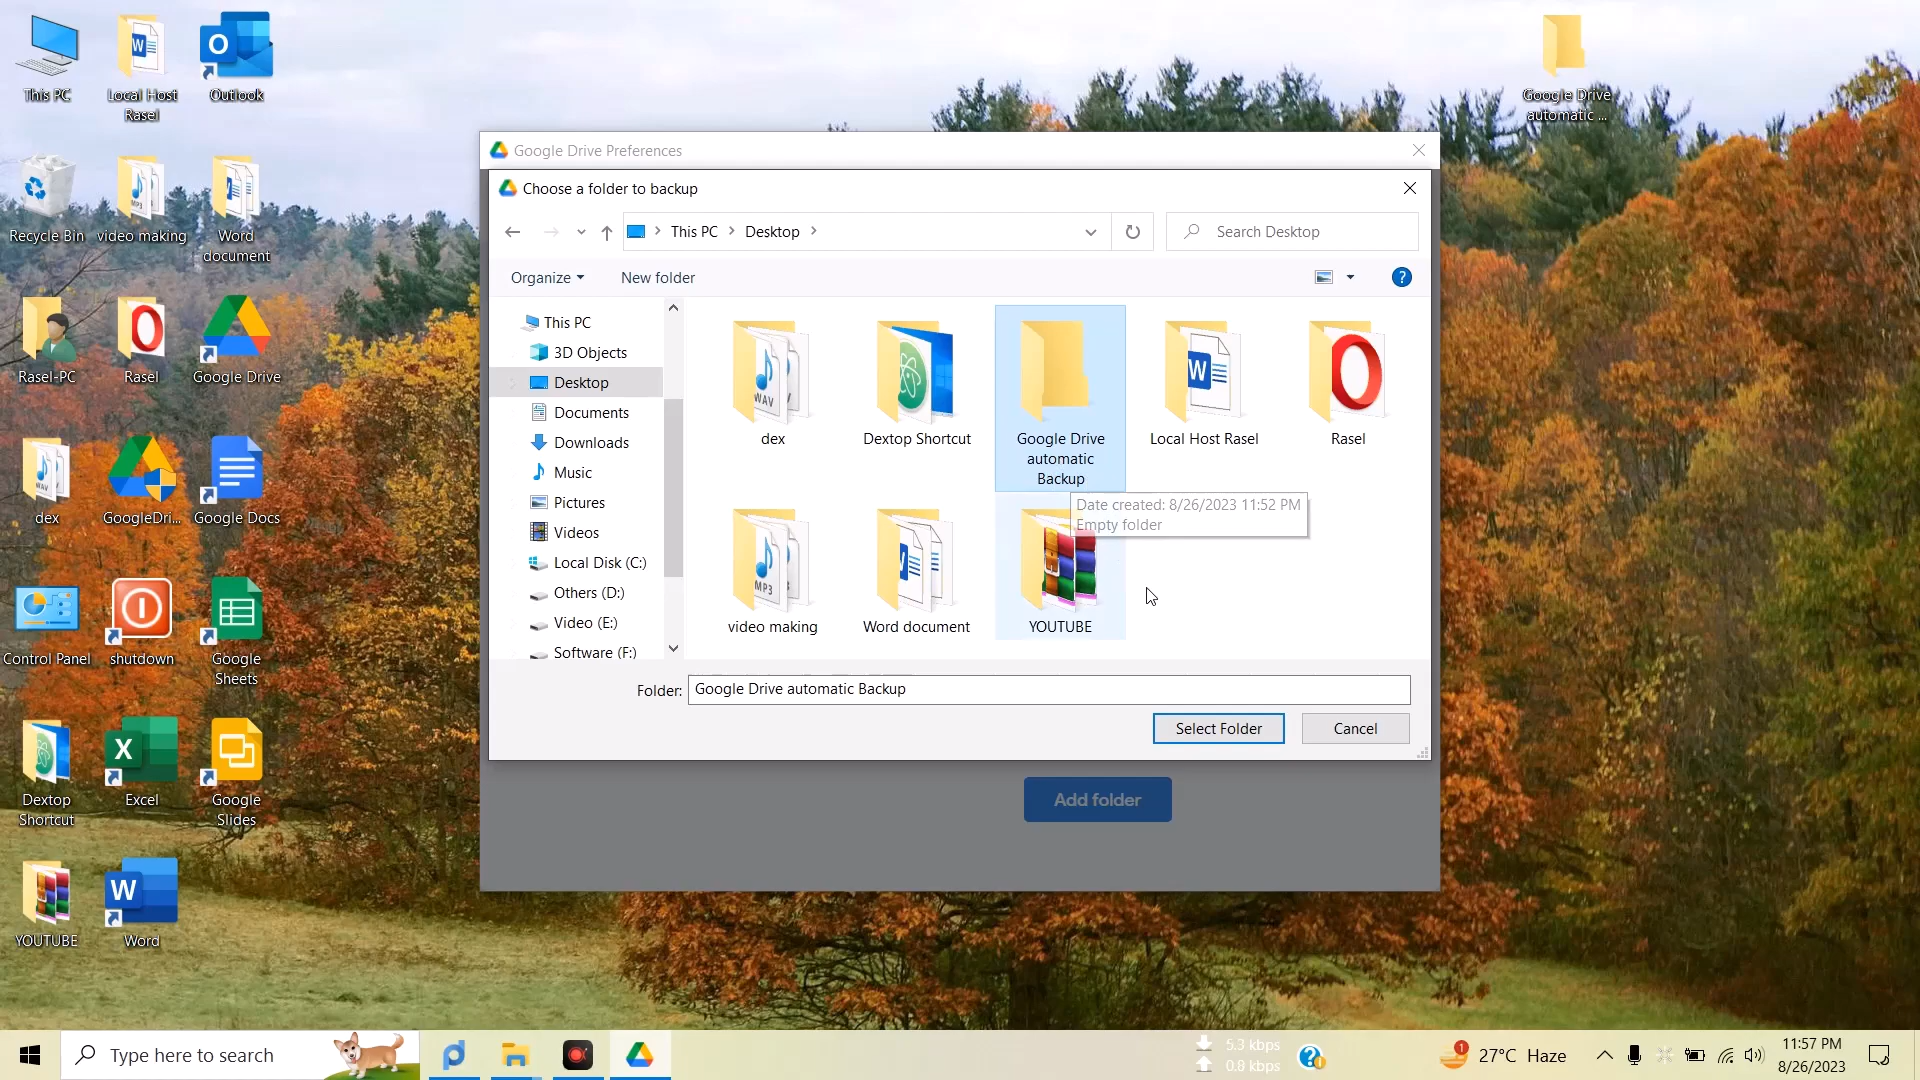 This PC
Local Host
Rasel
Outlook
Google Drive
automatic ...
Recycle Bin
video making
Word
document
Rasel-PC
Rasel
Google Drive
dex
GoogleDri...
Google Docs
Control Panel
shutdown
Google
Sheets
Dextop
Shortcut
Excel
Google
Slides
YOUTUBE
Word
Google Drive Preferences
Choose a folder to backup
This PC
Desktop
Search Desktop
Organize
New folder
This PC
3D Objects
Desktop
Documents
Downloads
Music
Pictures
Videos
Local Disk (C:)
Others (D:)
Video (E:)
Software (F:)
WAV
dex
Dextop Shortcut
Google Drive
automatic
Backup
Local Host Rasel
Rasel
Date created: 8/26/2023 11:52 PM
Empty folder
MP3
video making
Word document
YOUTUBE
Folder:
Google Drive automatic Backup
Select Folder
Cancel
Add folder
Type here to search
5.3 kbps
0.8 kbps
1
27°C Haze
11:57 PM
8/26/2023